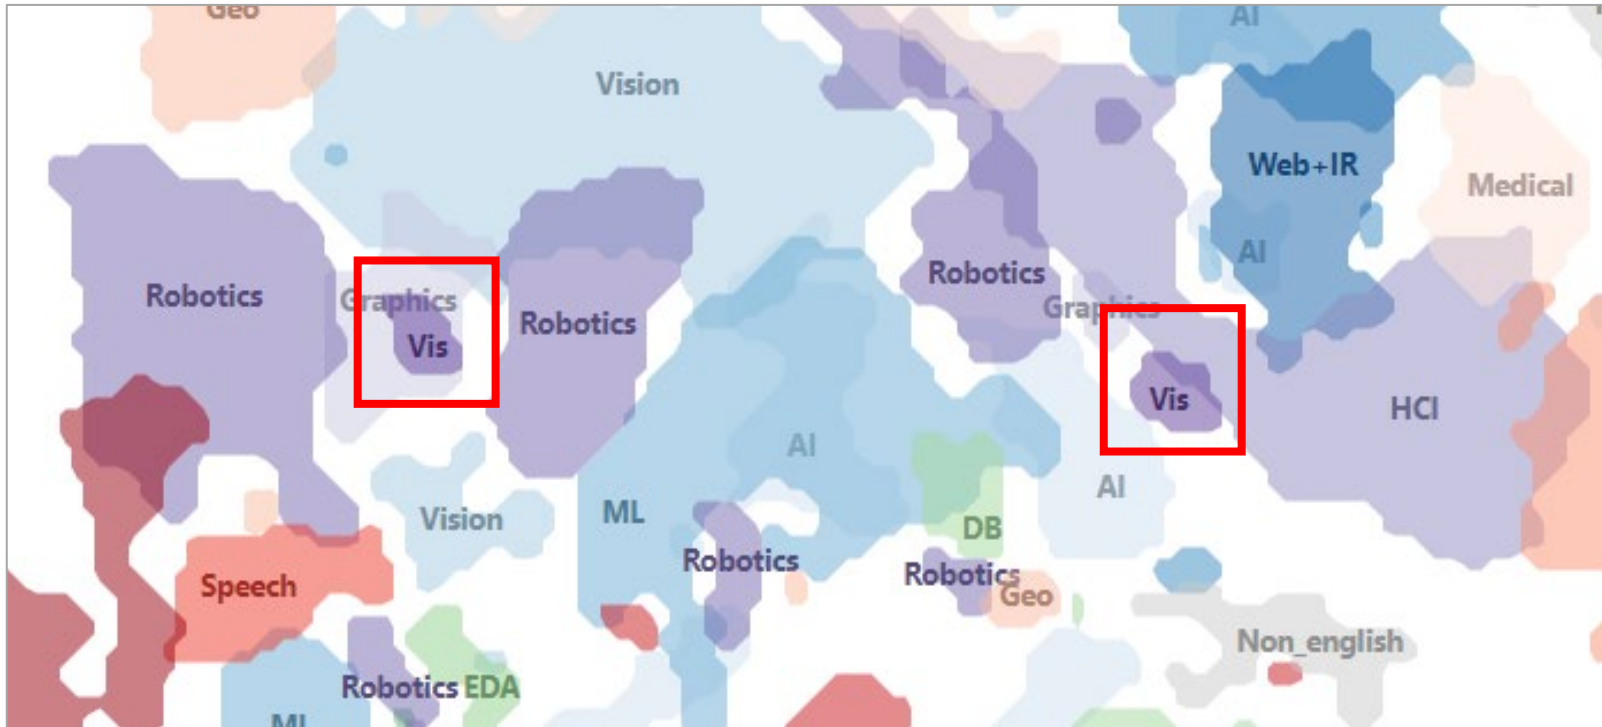 Geo
AI
Vision
Web+IR
Medical
AI
Robotics
Graphics
Robotics
Robotics
Graphics
Vis
Vis
HCI
AI
AI
Vision
ML
DB
Robotics
Robotics
Geo
Speech
Non_english
Robotics
EDA
ML